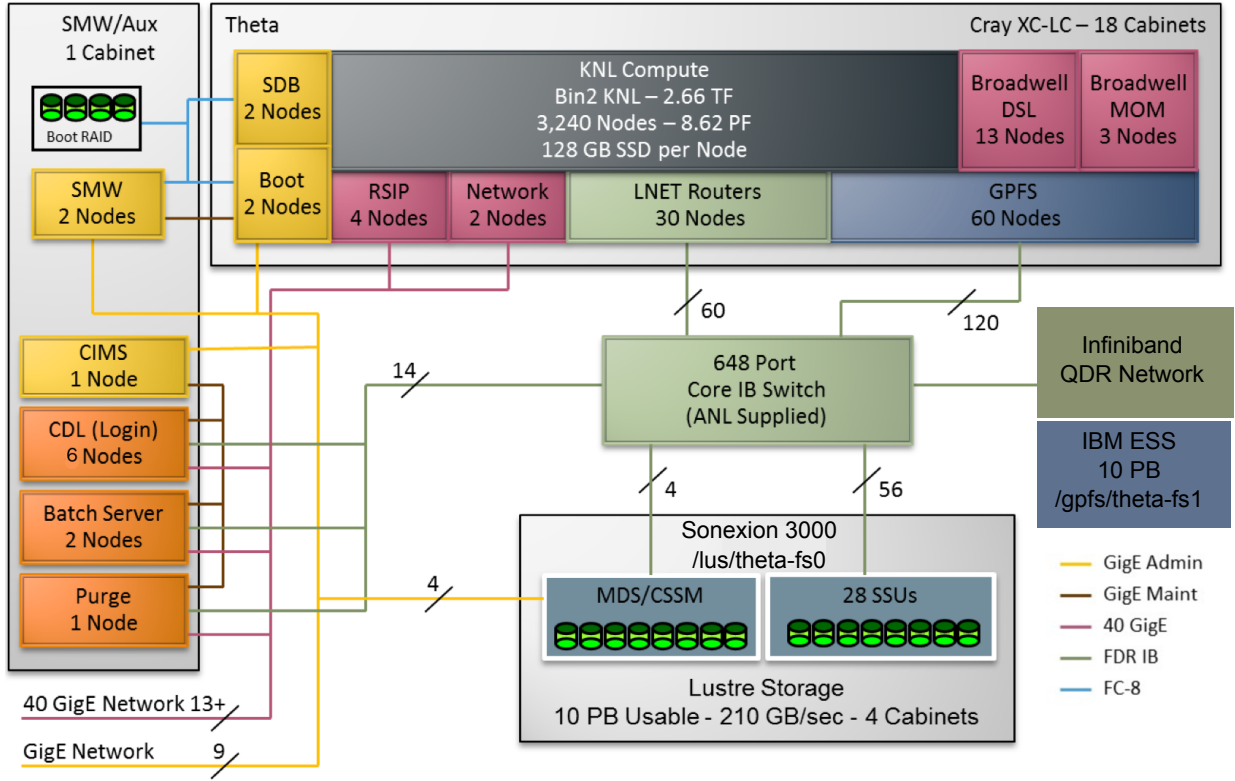 SMW/Aux
1 Cabinet
Boot RAID
SMW
2 Nodes
CIMS
1 Node
CDL (Login)
6 Nodes
Batch Server
2 Nodes
Purge
1 Node
40 GigE Network 13+
GigE Network 9
Theta
Cray XC-LC – 18 Cabinets
SDB
2 Nodes
Boot
2 Nodes
KNL Compute
Bin2 KNL – 2.66 TF
3,240 Nodes – 8.62 PF
128 GB SSD per Node
Broadwell
DSL
13 Nodes
Broadwell
MOM
3 Nodes
RSIP
4 Nodes
Network
2 Nodes
LNET Routers
30 Nodes
GPFS
60 Nodes
60
120
14
648 Port
Core IB Switch
(ANL Supplied)
Infiniband
QDR Network
IBM ESS
10 PB
/gpfs/theta-fs1
4
56
4
Sonexion 3000
/lus/theta-fs0
MDS/CSSM
28 SSUs
Lustre Storage
10 PB Usable - 210 GB/sec - 4 Cabinets
GigE Admin
GigE Maint
40 GigE
FDR IB
FC-8